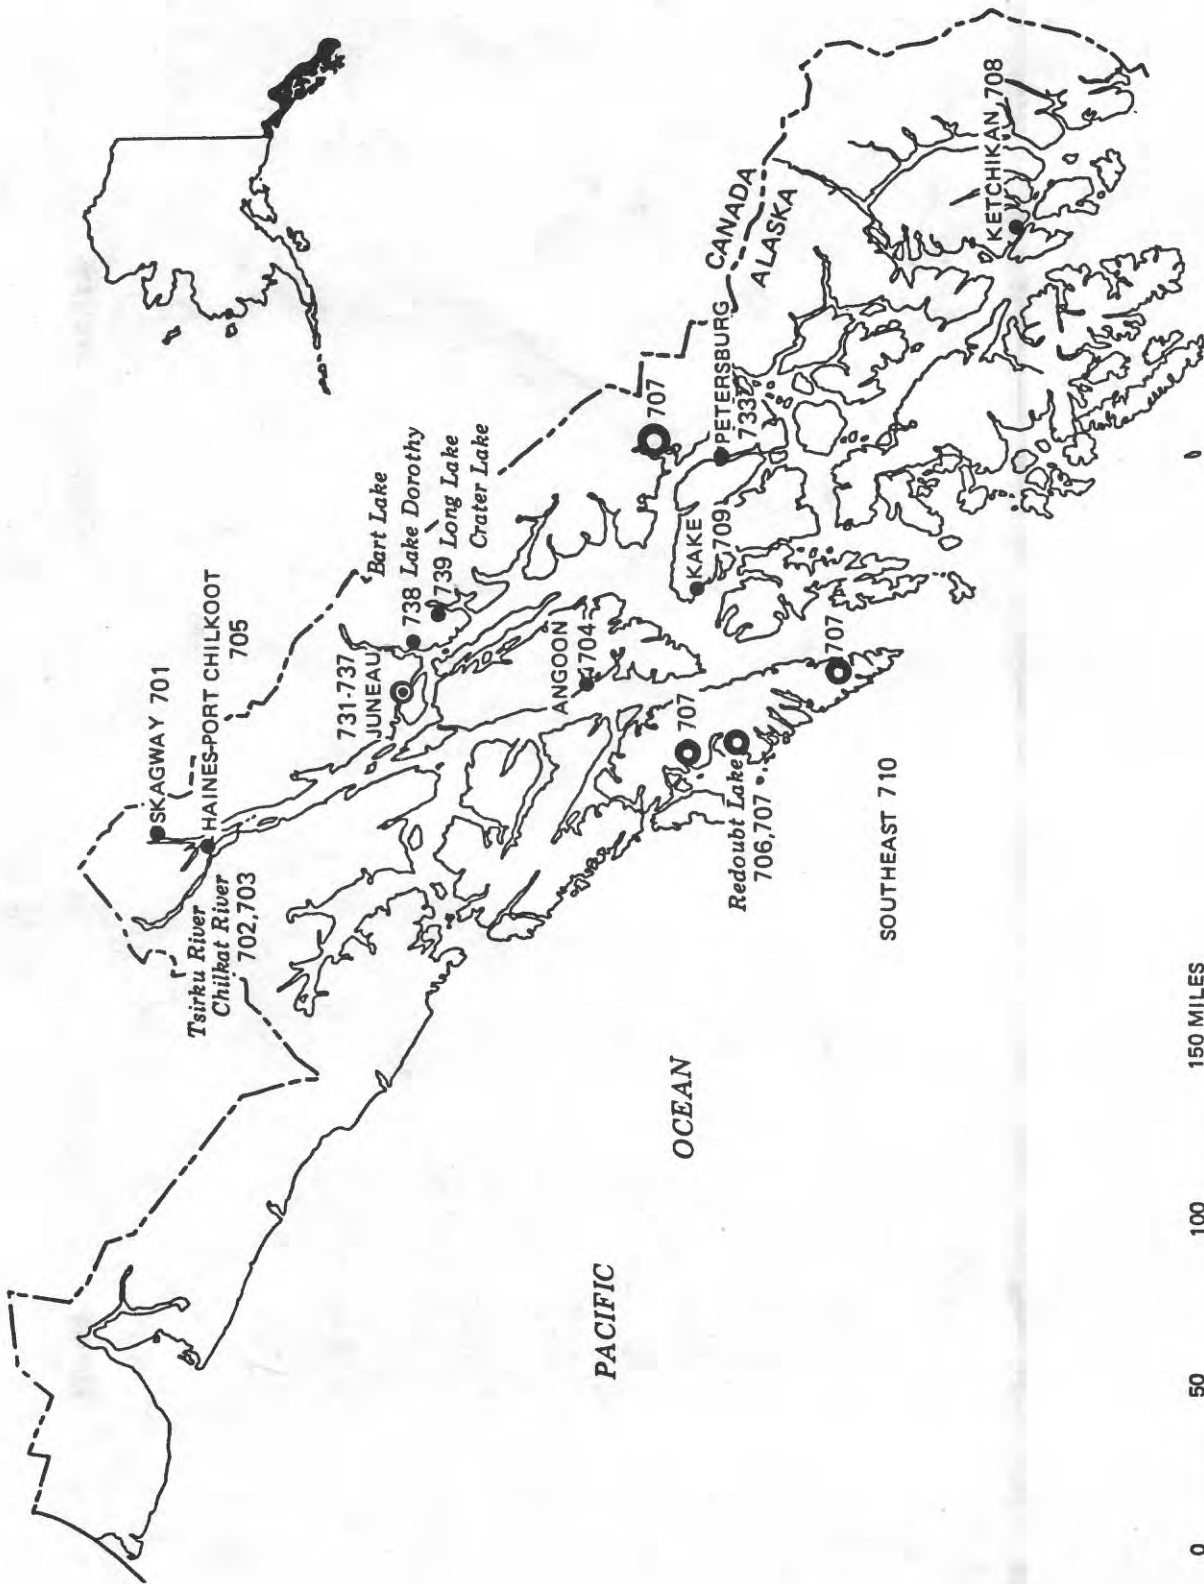 SKAGWAY 701
HAINES-PORT CHILKOOT
705
Tsirku River
Chilkat River
702,703
Bart Lake
738 Lake Dorothy
739 Long Lake
Crater Lake
731-737
JUNEAU
ANGOON
704
707
CANADA
ALASKA
PETERSBURG
733
KAKE
709
KETCHIKAN, 708
707
707
Redoubt Lake
706,707
SOUTHEAST 710
PACIFIC
OCEAN
0 50 100 150 MILES